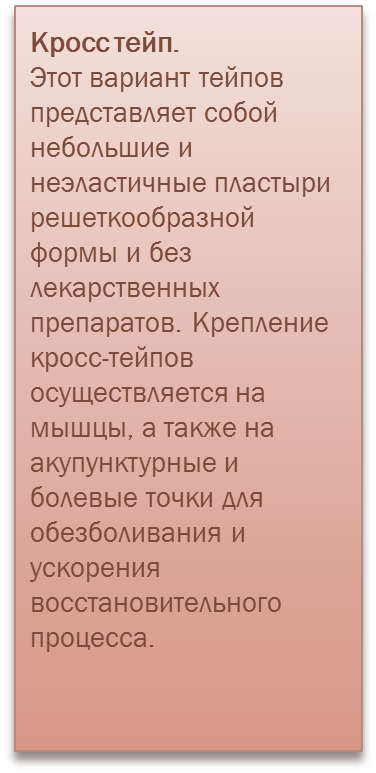 Кросс тейп.
Этот вариант тейпов
представляет собой
небольшие и
неэластичные пластыри
решеткообразной
формы и без
лекарственных
препаратов. Крепление
кросс-тейпов
осуществляется на
мышцы, а также на
акупунктурные и
болевые точки для
обезболивания и
ускорения
восстановительного
процесса.